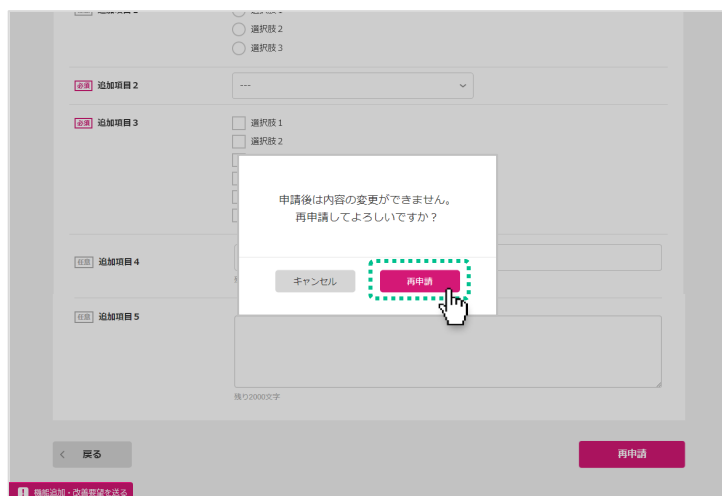 選択肢2
選択肢3
必須 追加項目2
---
必須 追加項目3
選択肢1
選択肢2
申請後は内容の変更ができません。
再申請してよろしいですか？
キャンセル
再申請
任意 追加項目4
任意 追加項目5
残り2000文字
戻る
再申請
機能追加・改善要望を送る